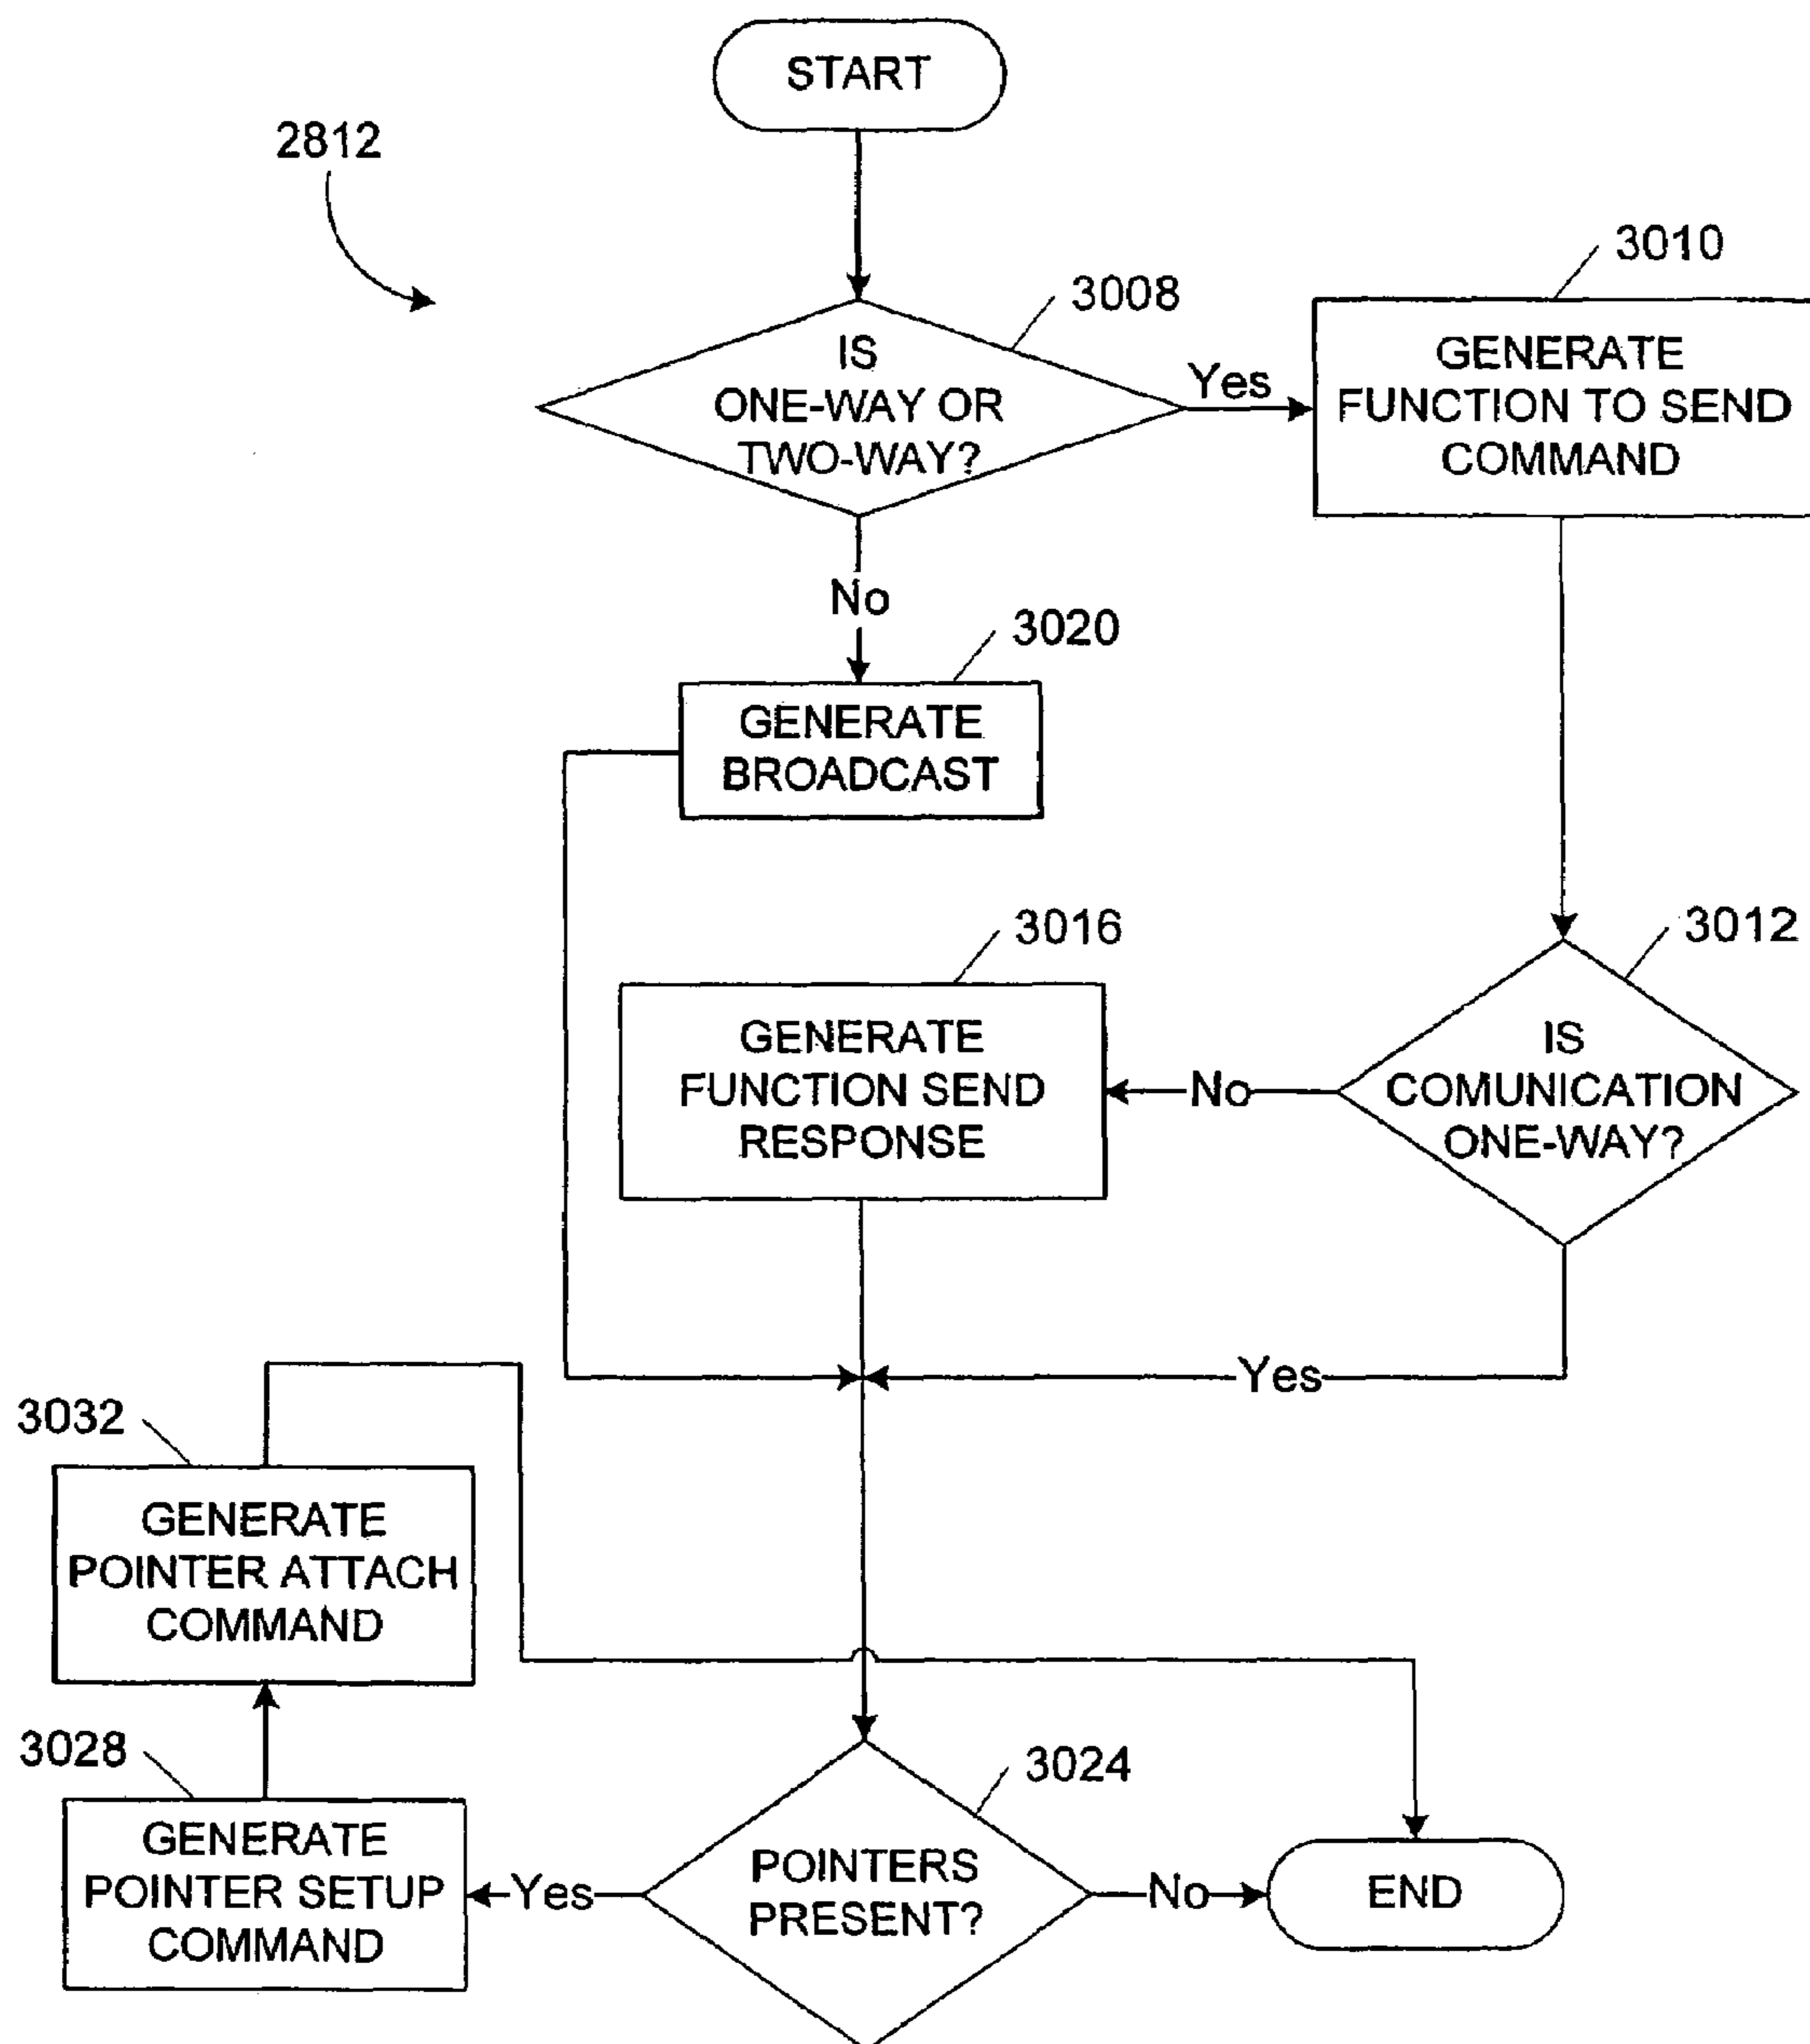 START
2812
3008
IS
ONE-WAY OR
TWO-WAY?
Yes
3010
GENERATE
FUNCTION TO SEND
COMMAND
No
3020
GENERATE
BROADCAST
3012
IS
COMUNICATION
ONE-WAY?
No
3016
GENERATE
FUNCTION SEND
RESPONSE
Yes
3032
GENERATE
POINTER ATTACH
COMMAND
3028
GENERATE
POINTER SETUP
COMMAND
Yes
3024
POINTERS
PRESENT?
No
END